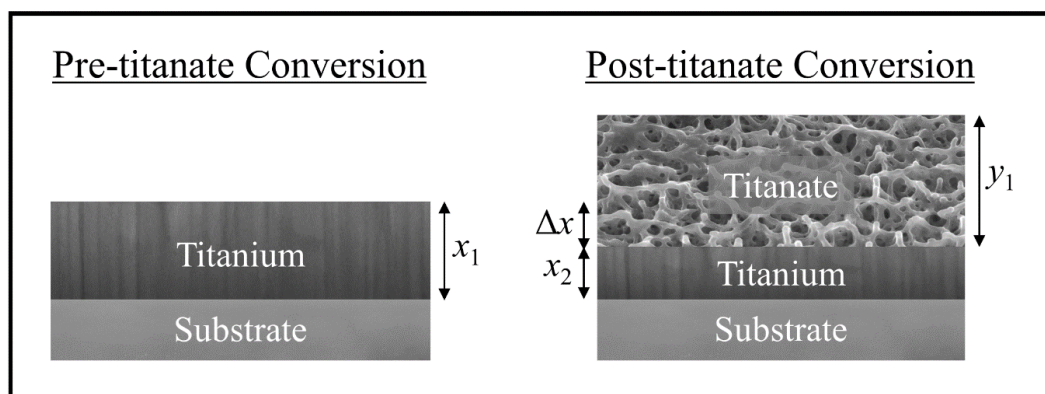 Pre-titanate Conversion
Titanium
x₁
Substrate
Post-titanate Conversion
Titanate
y₁
Δx
x₂
Titanium
Substrate